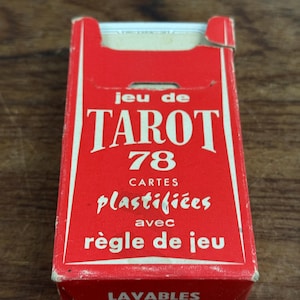 jeu de
TAROT
78
CARTES
plastifiées
avec
règle de jeu
LAVABLES